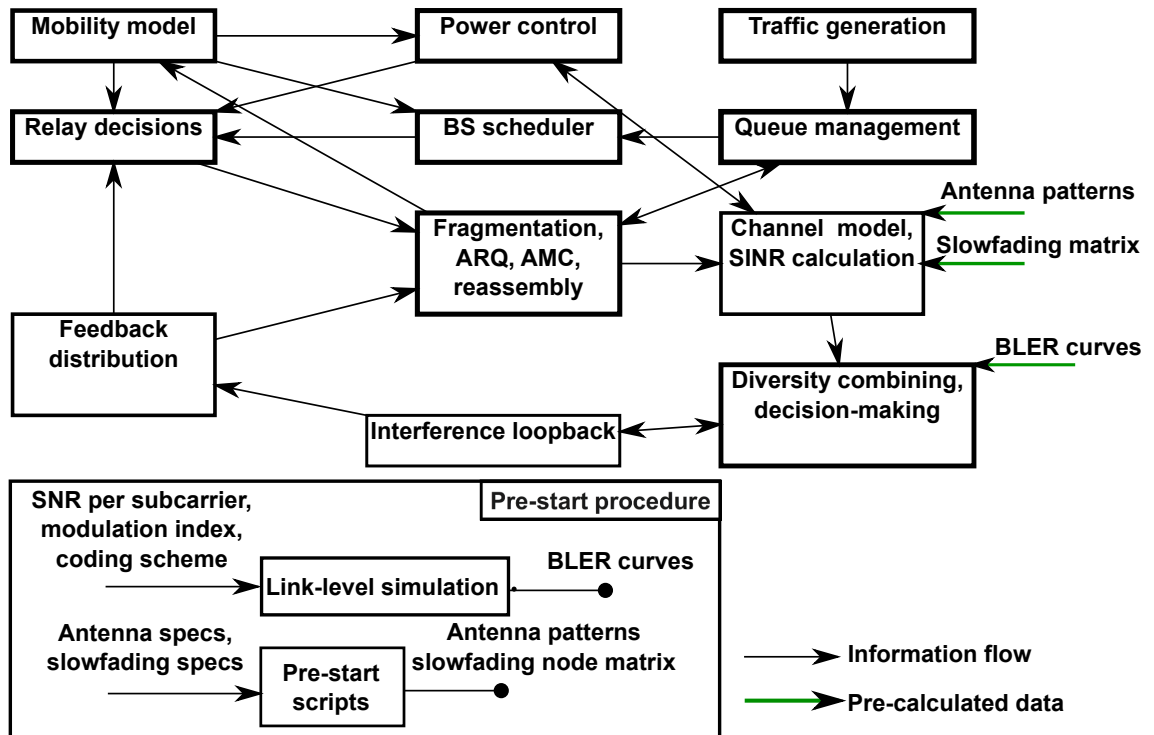 Mobility model
Power control
Traffic generation
Relay decisions
BS scheduler
Queue management
Antenna patterns
Slowfading matrix
Fragmentation,
ARQ, AMC,
reassembly
Channel model,
SINR calculation
Feedback
distribution
BLER curves
Diversity combining,
decision-making
Interference loopback
Pre-start procedure
SNR per subcarrier,
modulation index,
coding scheme
Link-level simulation
BLER curves
Antenna specs,
slowfading specs
Pre-start
scripts
Antenna patterns
slowfading node matrix
Information flow
Pre-calculated data